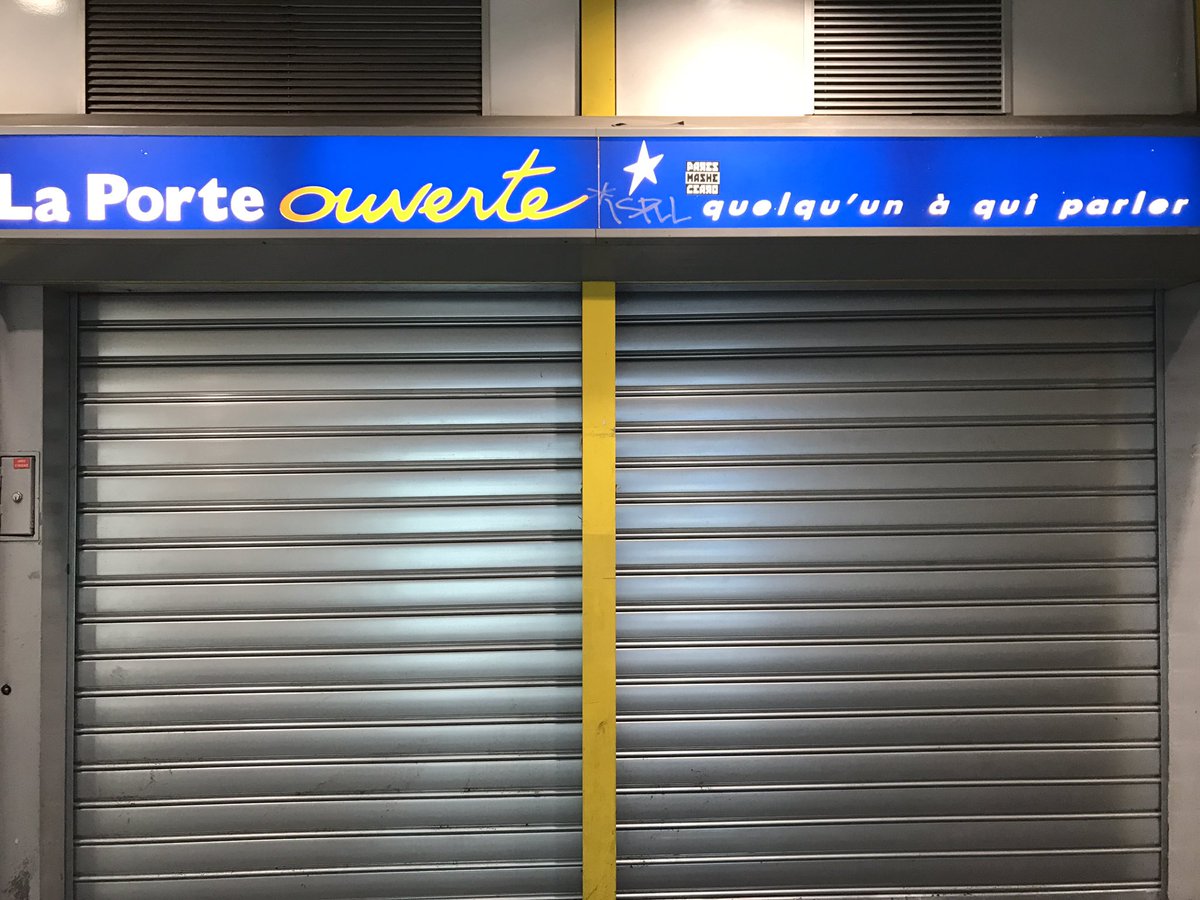 La Porte ouverte
quelqu'un à qui parler